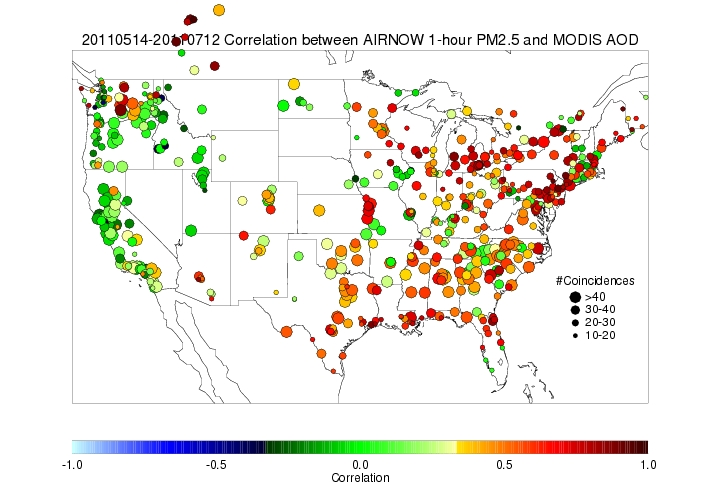 20110514-20110712 Correlation between AIRNOW 1-hour PM2.5 and MODIS AOD
#Coincidences
>40
30-40
20-30
10-20
-1.0 -0.5 0.0 0.5 1.0
Correlation